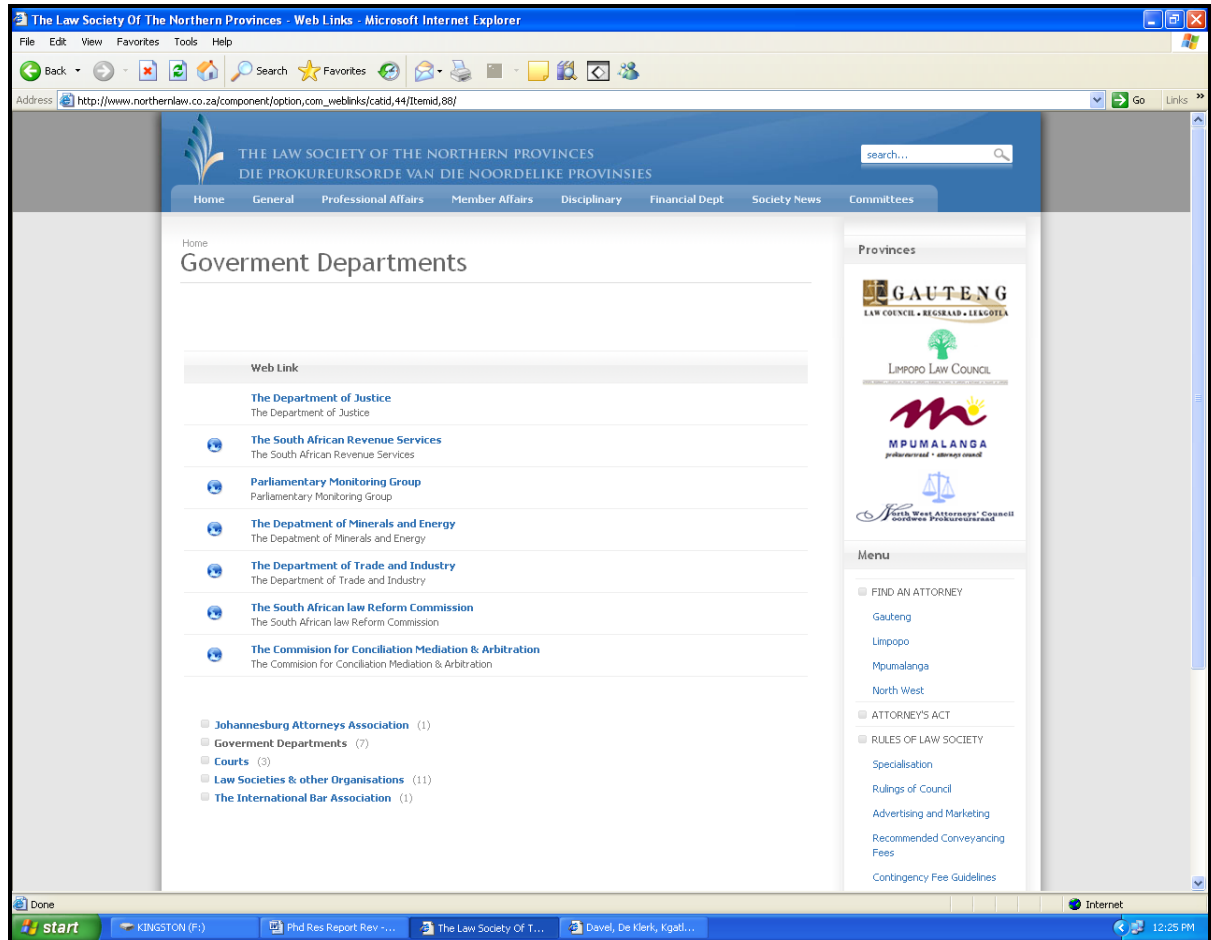 The Law Society Of The Northern Provinces - Web Links - Microsoft Internet Explorer
File Edit View Favorites Tools Help
Back Search Favorites
Address http://www.northernlaw.co.za/component/option,com_weblinks/catid,44/Itemid,88/ Go Links »
THE LAW SOCIETY OF THE NORTHERN PROVINCES
DIE PROKUREURSORDE VAN DIE NOORDELIKE PROVINSIES
search...
Home General Professional Affairs Member Affairs Disciplinary Financial Dept Society News Committees
Home
Goverment Departments
Web Link
The Department of Justice
The Department of Justice
The South African Revenue Services
The South African Revenue Services
Parliamentary Monitoring Group
Parliamentary Monitoring Group
The Depatment of Minerals and Energy
The Depatment of Minerals and Energy
The Department of Trade and Industry
The Department of Trade and Industry
The South African law Reform Commission
The South African law Reform Commission
The Commision for Conciliation Mediation & Arbitration
The Commision for Conciliation Mediation & Arbitration
Johannesburg Attorneys Association (1)
Goverment Departments (7)
Courts (3)
Law Societies & other Organisations (11)
The International Bar Association (1)
Provinces
GAUTENG
LAW COUNCIL • REGSRAAD • LEKGOTLA
LIMPOPO LAW COUNCIL
MPUMALANGA
prokureursraad • attorneys council
North West Attorneys' Council
Noordwes Prokureursraad
Menu
FIND AN ATTORNEY
Gauteng
Limpopo
Mpumalanga
North West
ATTORNEY'S ACT
RULES OF LAW SOCIETY
Specialisation
Rulings of Council
Advertising and Marketing
Recommended Conveyancing
Fees
Contingency Fee Guidelines
Done Internet
start KINGSTON (F:) Phd Res Report Rev -... The Law Society Of T... Davel, De Klerk, Kgatl... 12:25 PM